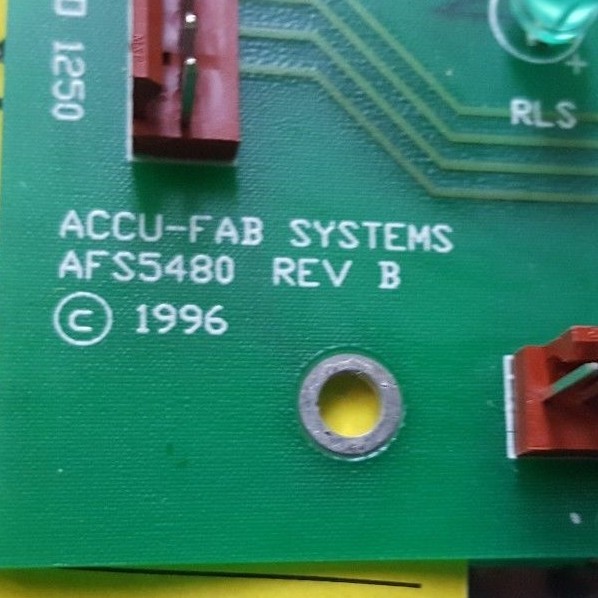 1250
RLS
+
ACCU-FAB SYSTEMS
AFS5480 REV B
© 1996